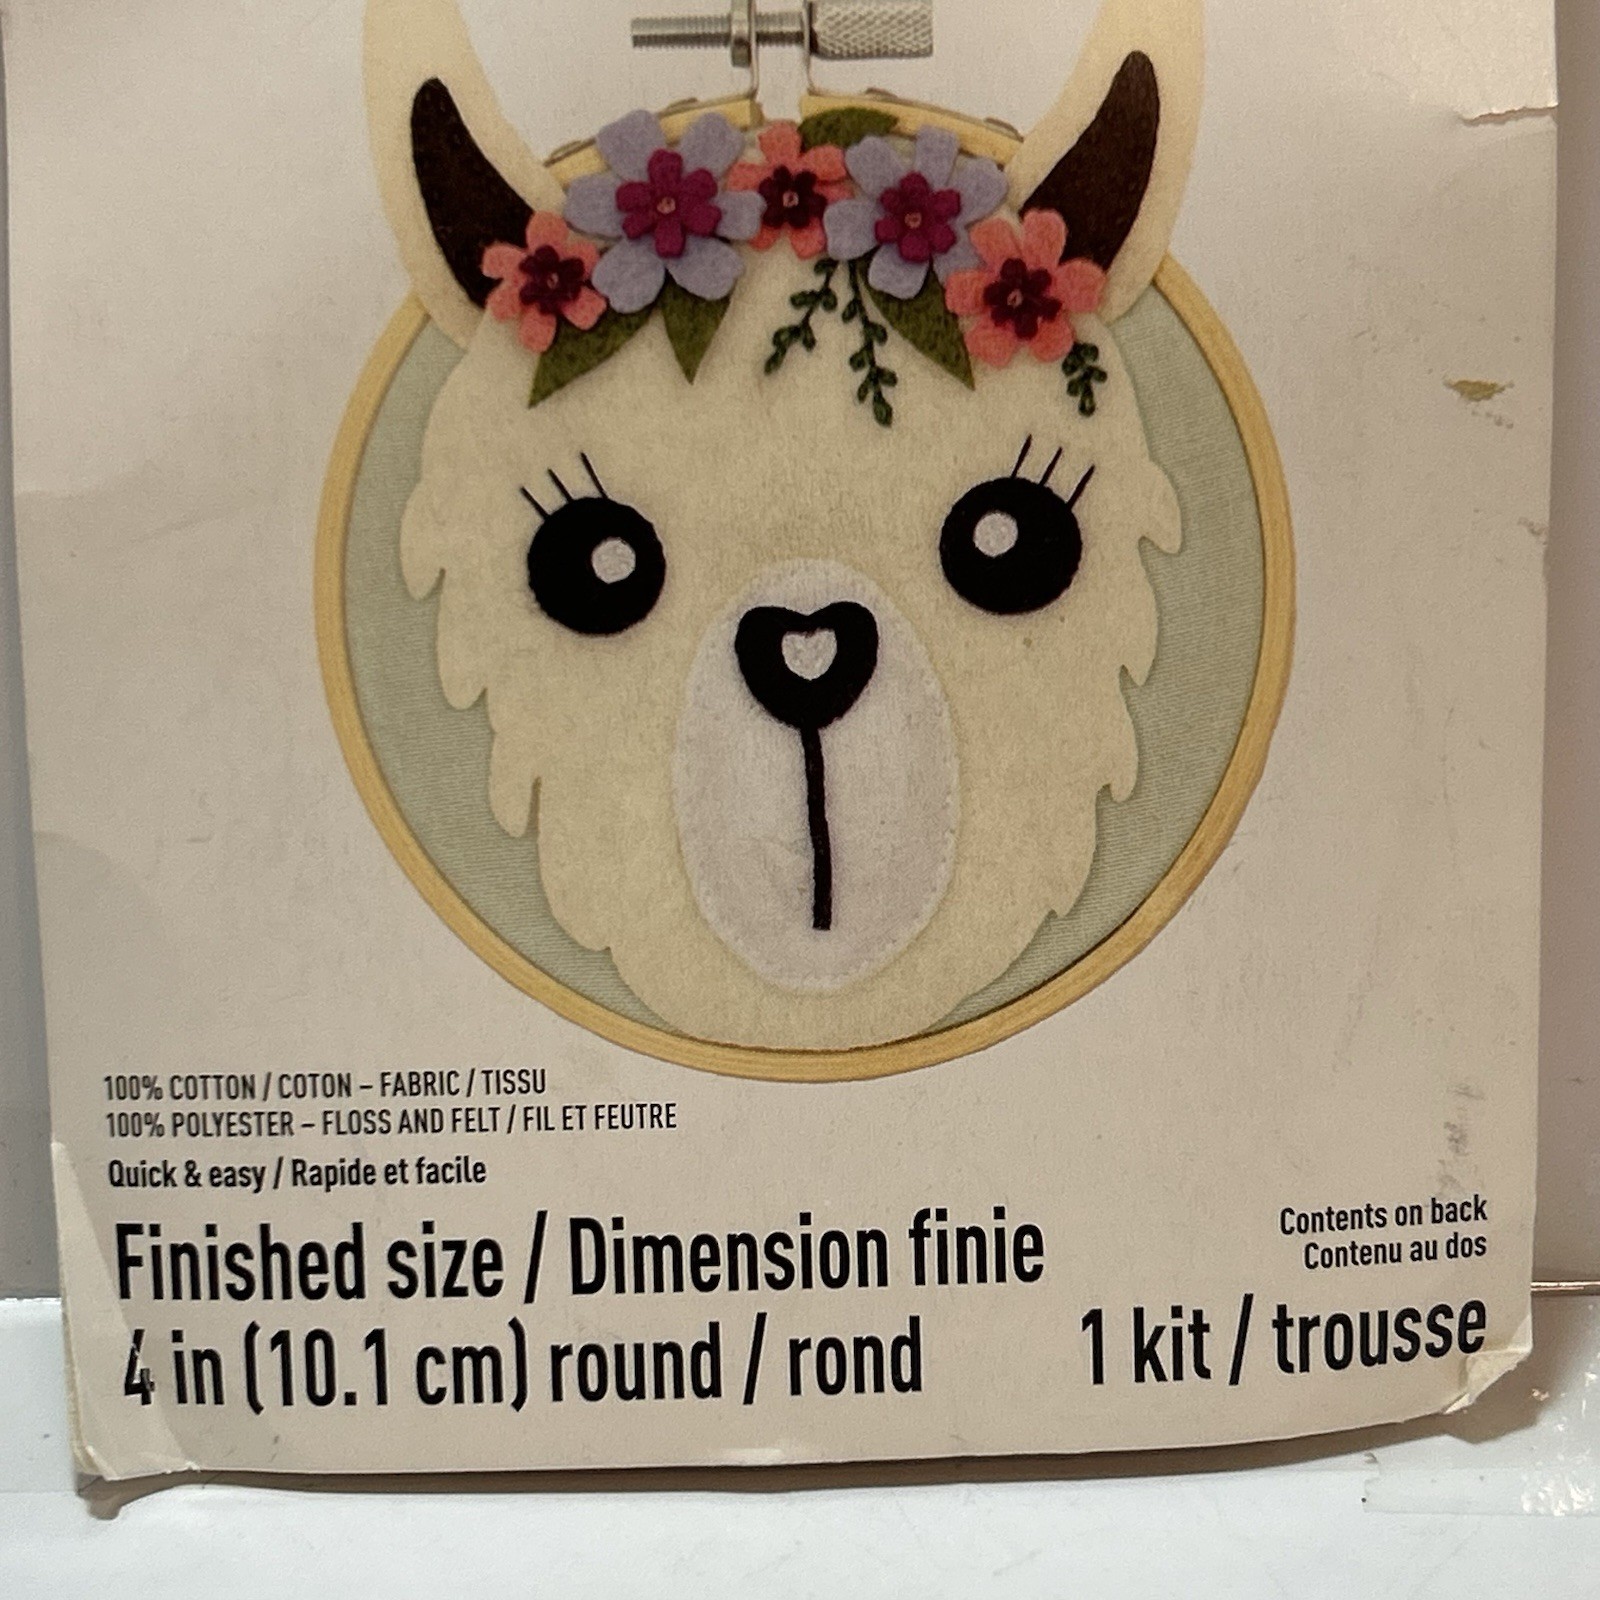 100% COTTON / COTON – FABRIC / TISSU
100% POLYESTER – FLOSS AND FELT / FIL ET FEUTRE
Quick & easy / Rapide et facile
Finished size / Dimension finie
4 in (10.1 cm) round / rond
Contents on back
Contenu au dos
1 kit / trousse